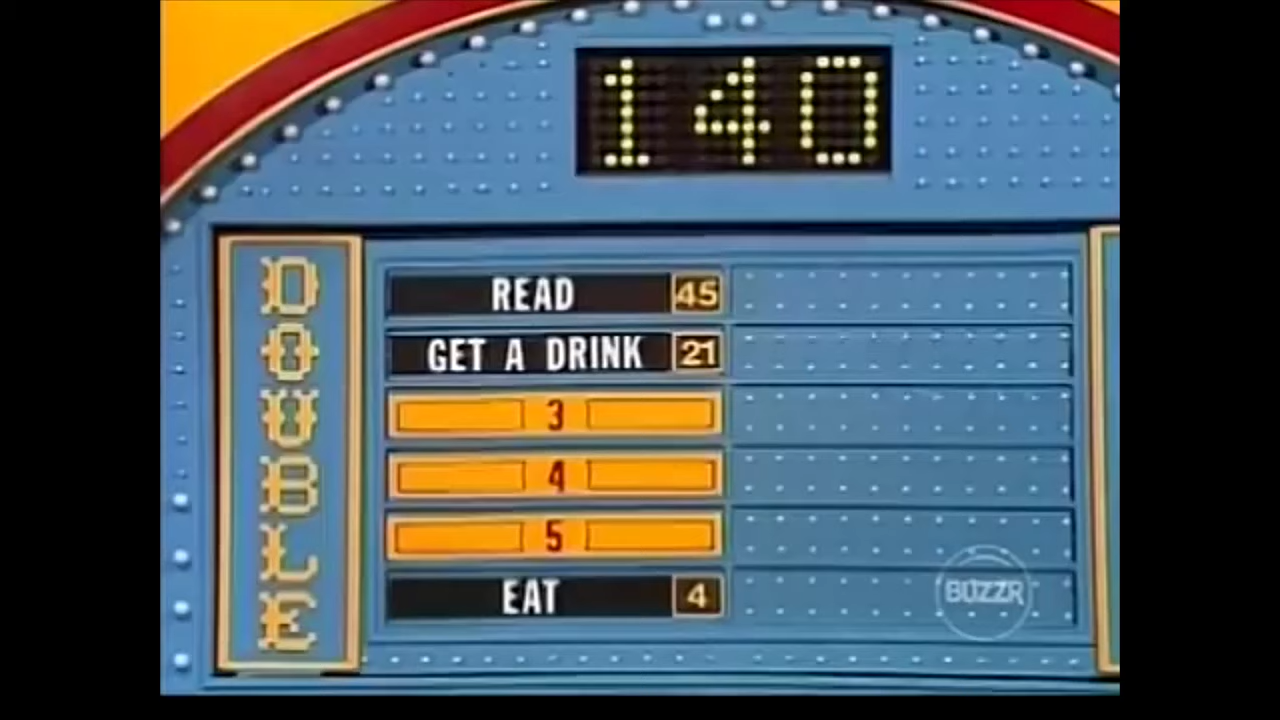 140
DOUBLE
READ 45
GET A DRINK 21
3
4
5
EAT 4
BUZZR